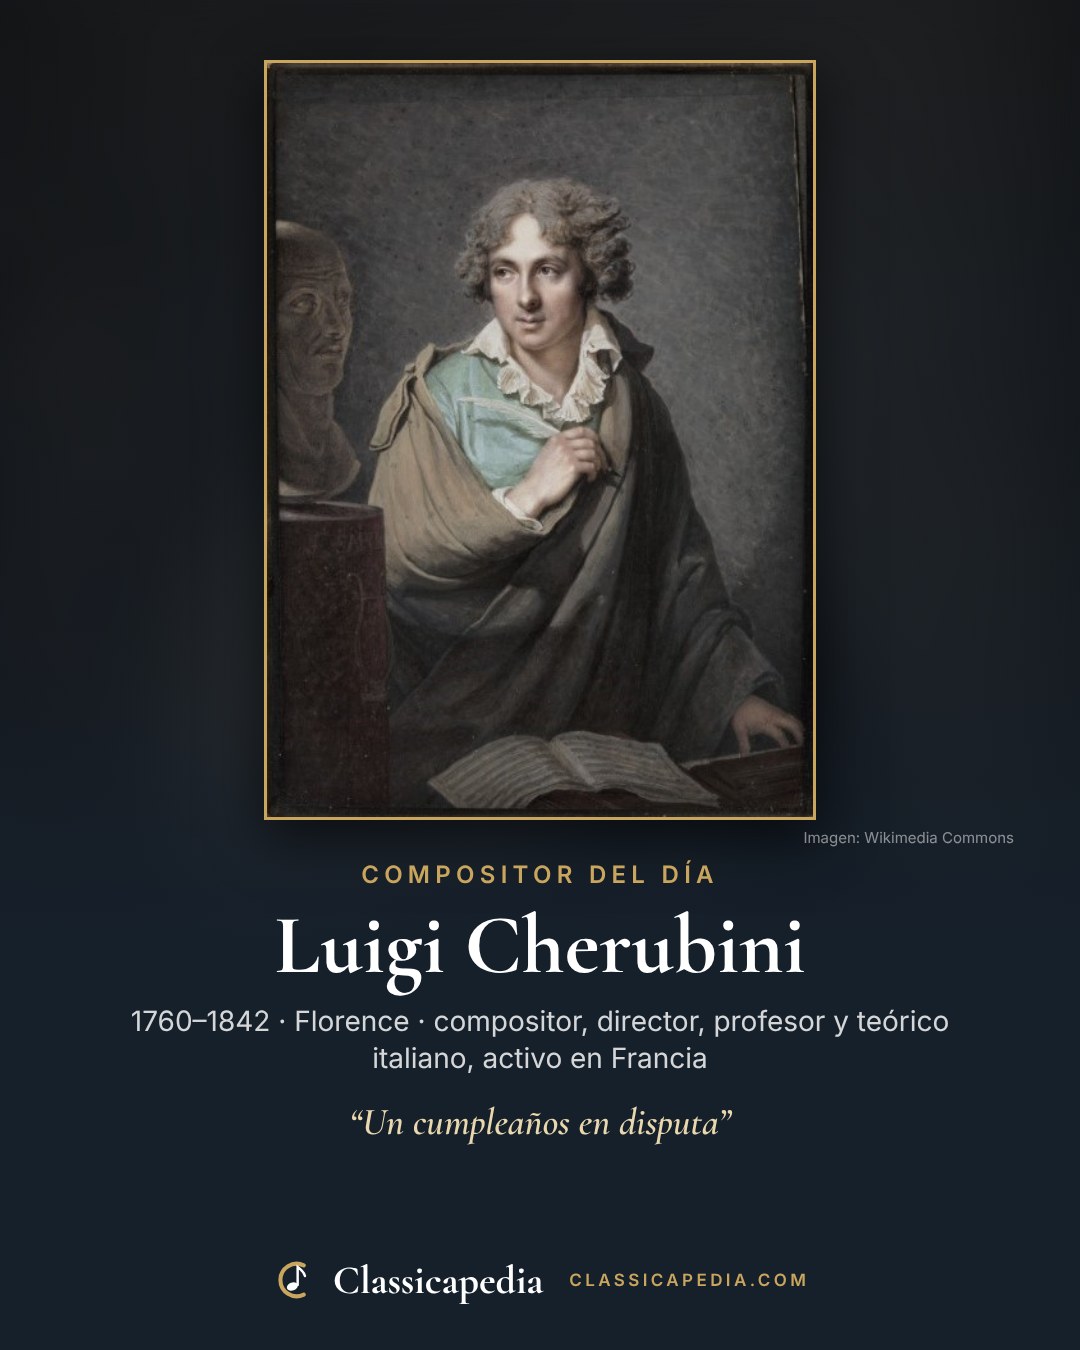 Imagen: Wikimedia Commons
COMPOSITOR DEL DÍA
Luigi Cherubini
1760–1842 · Florence · compositor, director, profesor y teórico
italiano, activo en Francia
“Un cumpleaños en disputa”
Classicapedia CLASSICAPEDIA.COM